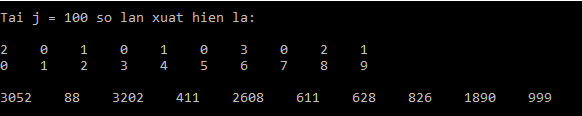 Tai j = 100 so lan xuat hien la:
2 0 1 0 1 0 3 0 2 1
0 1 2 3 4 5 6 7 8 9
3052 88 3202 411 2608 611 628 826 1890 999